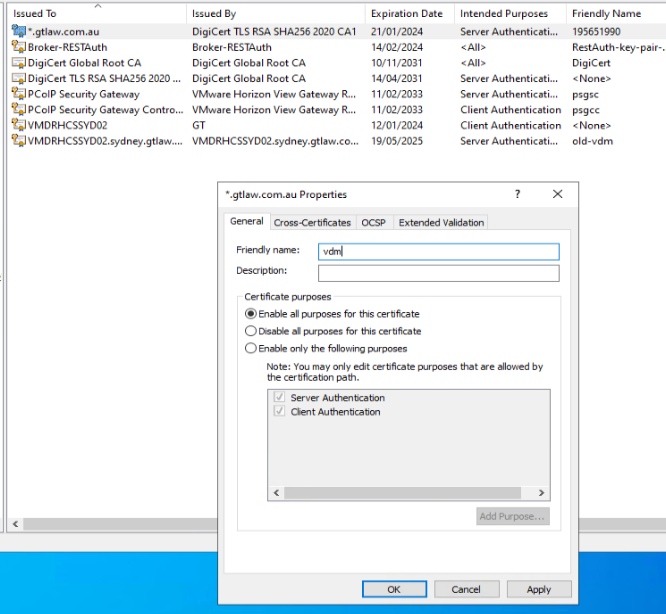 Issued To Issued By Expiration Date Intended Purposes Friendly Name
*.gtlaw.com.au DigiCert TLS RSA SHA256 2020 CA1 21/01/2024 Server Authenticati... 195651990
Broker-RESTAuth Broker-RESTAuth 14/02/2024 <All> RestAuth-key-pair-...
DigiCert Global Root CA DigiCert Global Root CA 10/11/2031 <All> DigiCert
DigiCert TLS RSA SHA256 2020 ... DigiCert Global Root CA 14/04/2031 Server Authenticati... <None>
PCoIP Security Gateway VMware Horizon View Gateway R... 11/02/2033 Server Authenticati... psgsc
PCoIP Security Gateway Contro... VMware Horizon View Gateway R... 11/02/2033 Client Authentication psgcc
VMDRHCSSYD02 GT 12/01/2024 Client Authentication <None>
VMDRHCSSYD02.sydney.gtlaw.... VMDRHCSSYD02.sydney.gtlaw.co... 19/05/2025 Server Authenticati... old-vdm
*.gtlaw.com.au Properties ?
General Cross-Certificates OCSP Extended Validation
Friendly name: vdm
Description:
Certificate purposes
Enable all purposes for this certificate
Disable all purposes for this certificate
Enable only the following purposes
Note: You may only edit certificate purposes that are allowed by
the certification path.
Server Authentication
Client Authentication
Add Purpose...
OK Cancel Apply